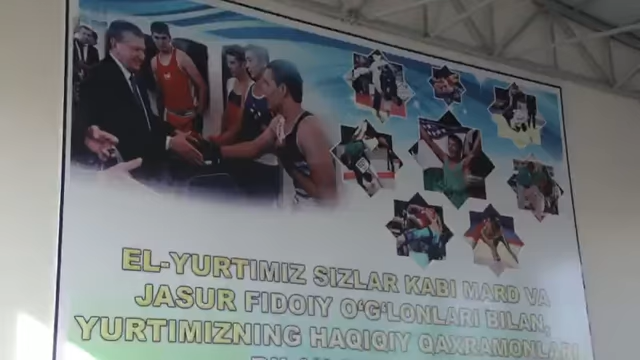 EL-YURTIMIZ SIZLAR KABI MARD VA
JASUR FIDOIY O‘G‘LONLARI BILAN,
YURTIMIZNING HAQIQIY QAXRAMONLARI